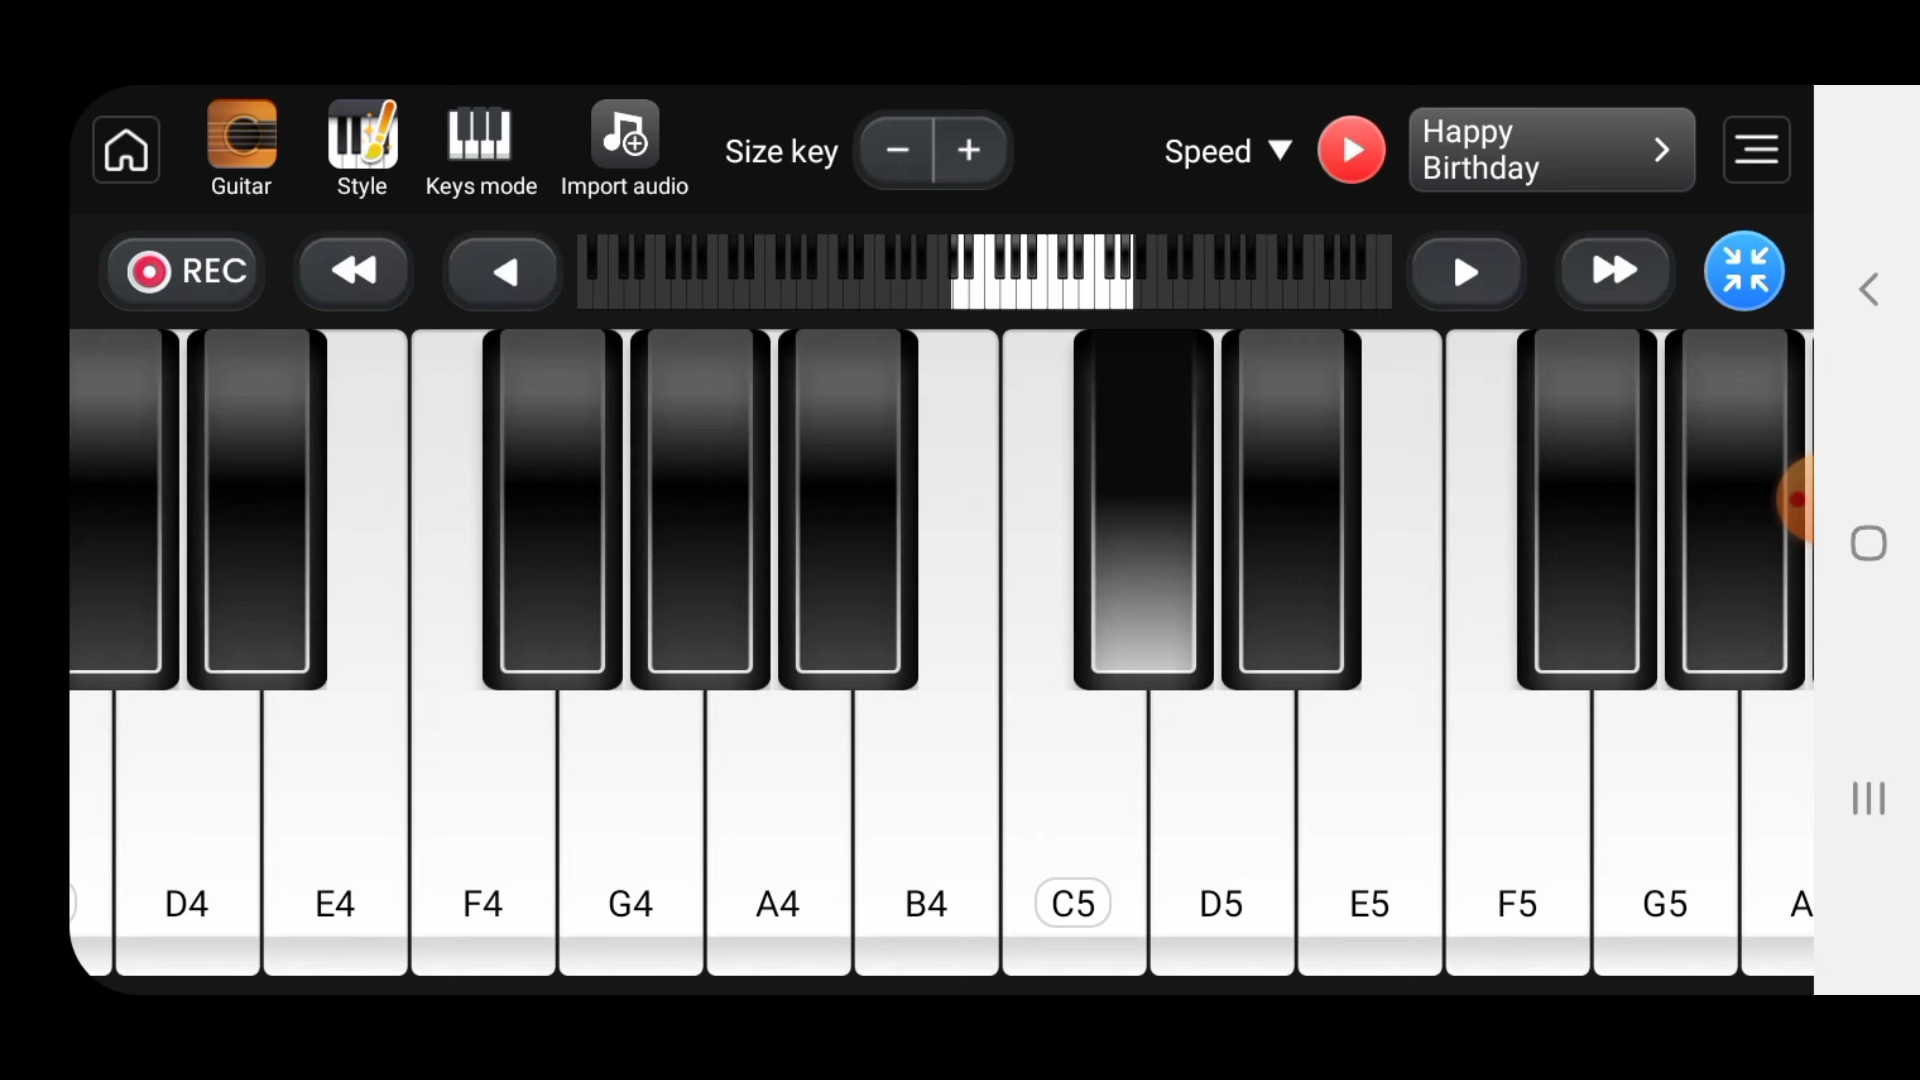 Guitar
Style
Keys mode
Import audio
Size key
Speed
Happy
Birthday
REC
D4
E4
F4
G4
A4
B4
C5
D5
E5
F5
G5
A